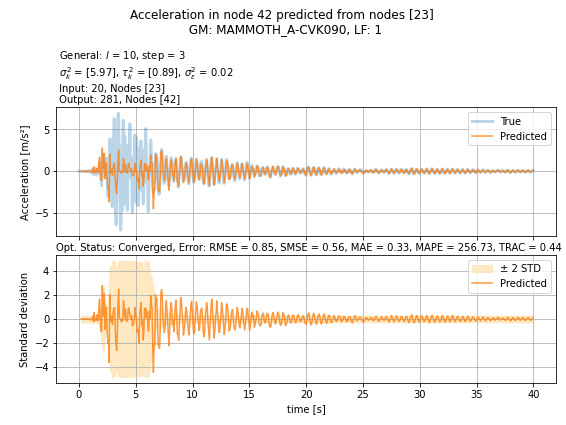 Acceleration in node 42 predicted from nodes [23]
GM: MAMMOTH_A-CVK090, LF: 1
General: l = 10, step = 3
σ²ₖ = [5.97], τ²ₖ = [0.89], σ²ε = 0.02
Input: 20, Nodes [23]
Output: 281, Nodes [42]
Acceleration [m/s²]
5
0
−5
True
Predicted
Opt. Status: Converged, Error: RMSE = 0.85, SMSE = 0.56, MAE = 0.33, MAPE = 256.73, TRAC = 0.44
Standard deviation
4
2
0
−2
−4
± 2 STD
Predicted
0 5 10 15 20 25 30 35 40
time [s]